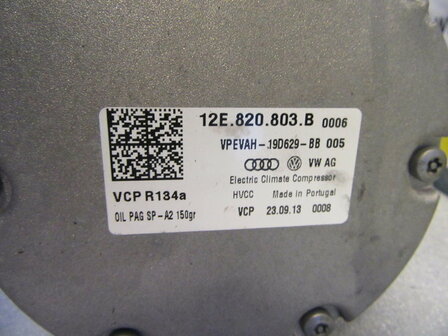 12E.820.803.B 0006
VPEVAH-19D629-BB 005
VW AG
Electric Climate Compressor
HVCC Made in Portugal
VCP 23.09.13 0008
VCP R134a
OIL PAG SP-A2 150gr